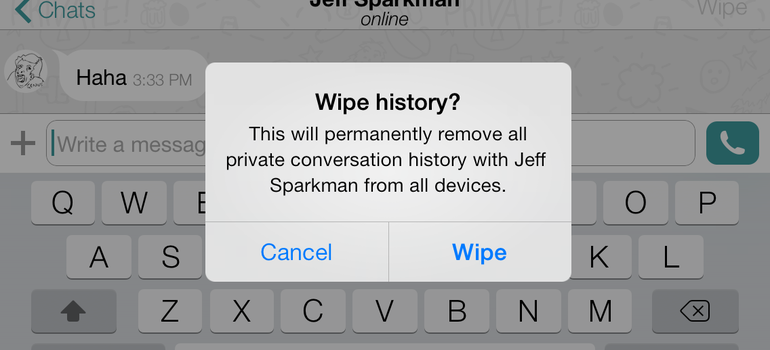 Chats
Jeff Sparkman
Wipe
online
Haha 3:33 PM
Wipe history?
This will permanently remove all
private conversation history with Jeff
Sparkman from all devices.
Write a messag
Cancel
Wipe
Q W E O P
A S K L
Z X C V B N M